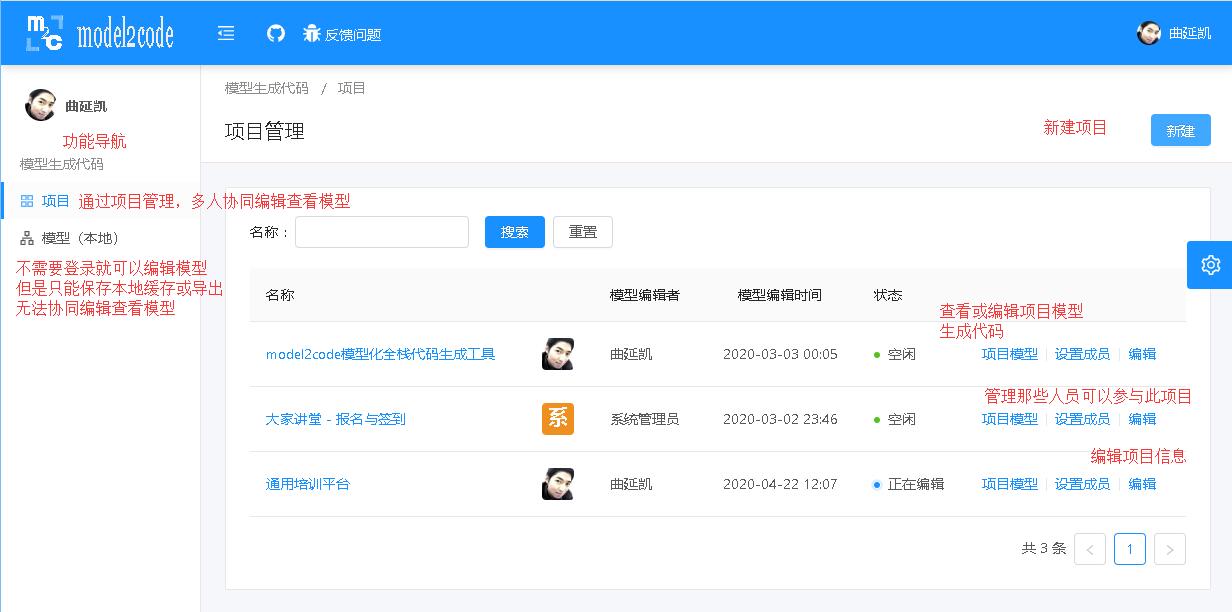 m2c model2code 反馈问题 曲延凯
曲延凯
功能导航
模型生成代码
项目 通过项目管理，多人协同编辑查看模型
模型（本地）
不需要登录就可以编辑模型
但是只能保存本地缓存或导出
无法协同编辑查看模型
模型生成代码 / 项目
项目管理
新建项目 新建
名称： 搜索 重置
名称 模型编辑者 模型编辑时间 状态
查看或编辑项目模型
生成代码
model2code模型化全栈代码生成工具 曲延凯 2020-03-03 00:05 空闲 项目模型 设置成员 编辑
管理那些人员可以参与此项目
大家讲堂 - 报名与签到 系 系统管理员 2020-03-02 23:46 空闲 项目模型 设置成员 编辑
编辑项目信息
通用培训平台 曲延凯 2020-04-22 12:07 正在编辑 项目模型 设置成员 编辑
共 3 条 < 1 >